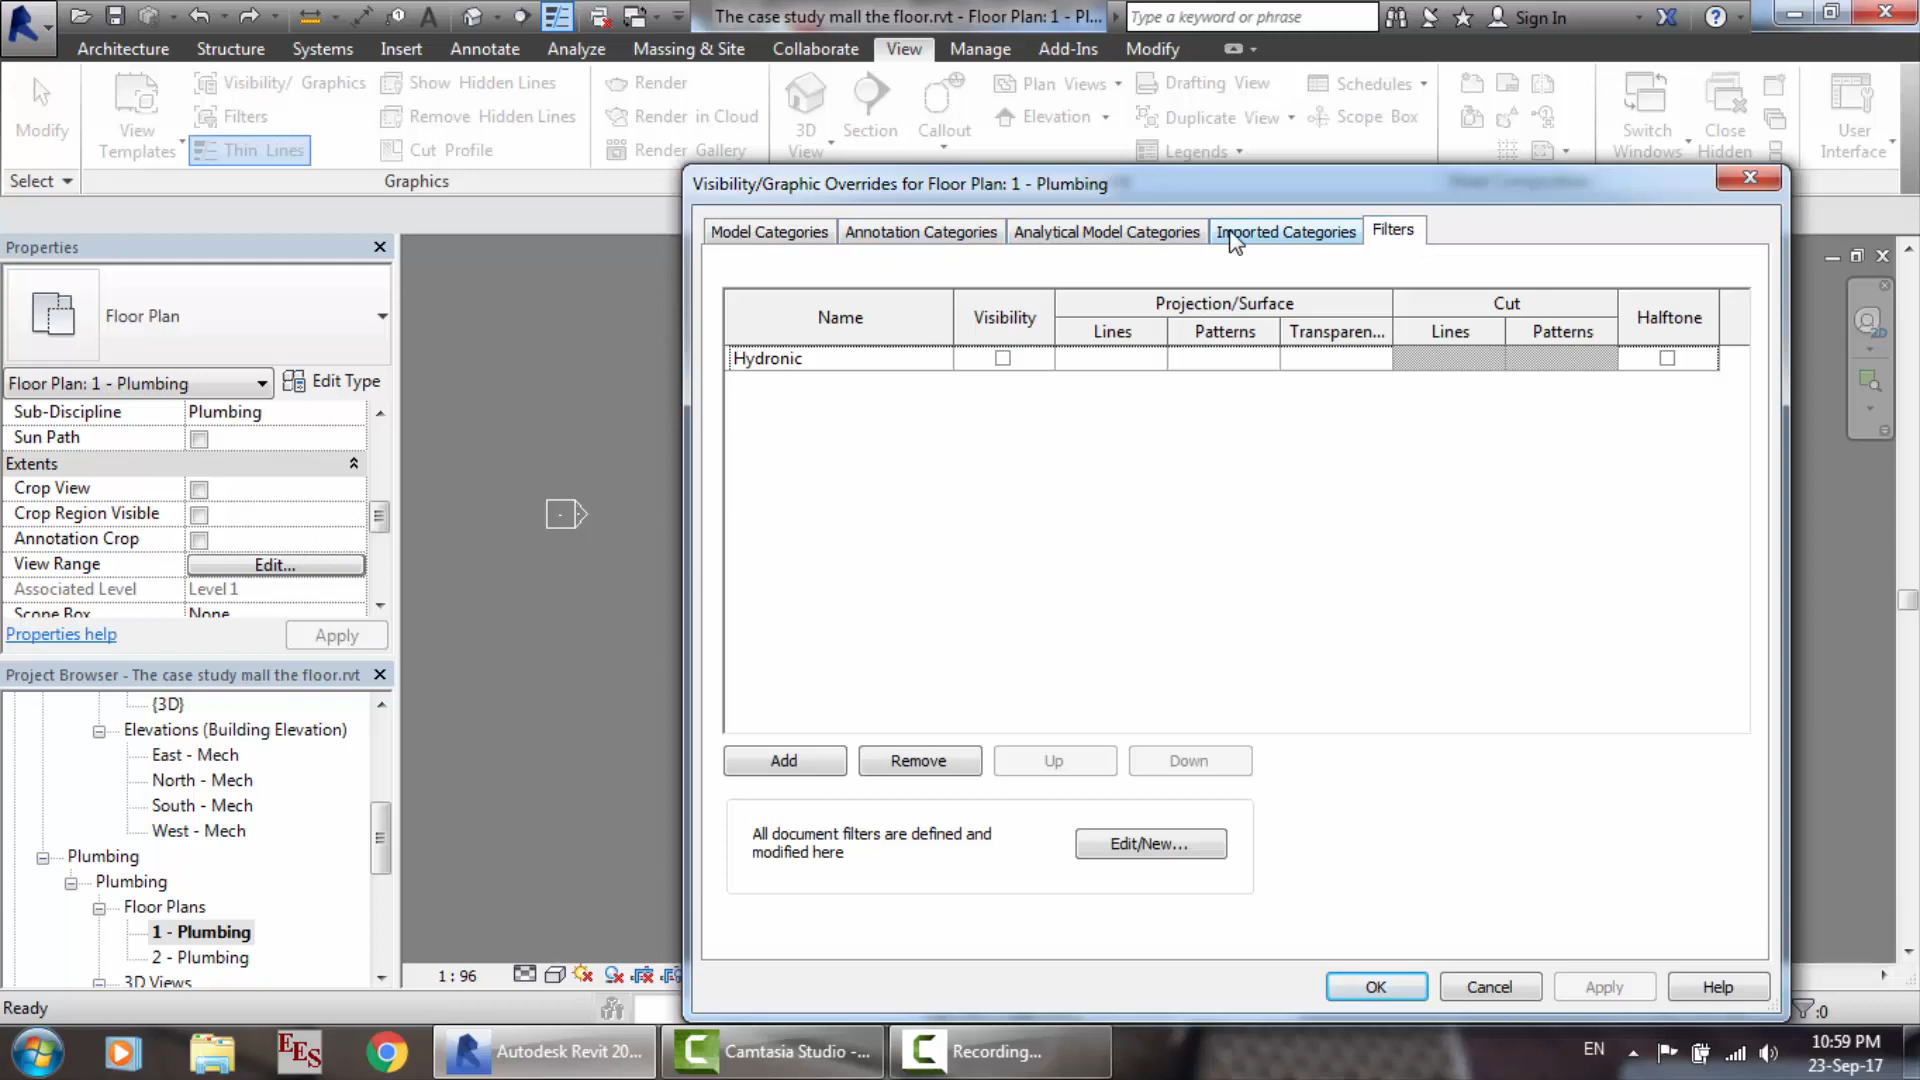 The case study mall the floor.rvt - Floor Plan: 1 - Pl...
Type a keyword or phrase
Sign In
Architecture
Structure
Systems
Insert
Annotate
Analyze
Massing & Site
Collaborate
View
Manage
Add-Ins
Modify
Modify
View
Templates
Visibility/ Graphics
Filters
Thin Lines
Show Hidden Lines
Remove Hidden Lines
Cut Profile
Render
Render in Cloud
Render Gallery
3D
View
Section
Callout
Plan Views
Elevation
Drafting View
Duplicate View
Legends
Schedules
Scope Box
Switch
Windows
Close
Hidden
User
Interface
Select
Graphics
Visibility/Graphic Overrides for Floor Plan: 1 - Plumbing
Model Categories
Annotation Categories
Analytical Model Categories
Imported Categories
Filters
Name
Visibility
Projection/Surface
Cut
Halftone
Lines
Patterns
Transparen...
Lines
Patterns
Hydronic
Add
Remove
Up
Down
All document filters are defined and
modified here
Edit/New...
OK
Cancel
Apply
Help
Properties
Floor Plan
Floor Plan: 1 - Plumbing
Edit Type
Sub-Discipline
Plumbing
Sun Path
Extents
Crop View
Crop Region Visible
Annotation Crop
View Range
Edit...
Associated Level
Level 1
Scope Box
None
Properties help
Apply
Project Browser - The case study mall the floor.rvt
{3D}
Elevations (Building Elevation)
East - Mech
North - Mech
South - Mech
West - Mech
Plumbing
Plumbing
Floor Plans
1 - Plumbing
2 - Plumbing
3D Views
1 : 96
2D
Ready
:0
EES
Autodesk Revit 20...
Camtasia Studio -...
Recording...
EN
10:59 PM
23-Sep-17